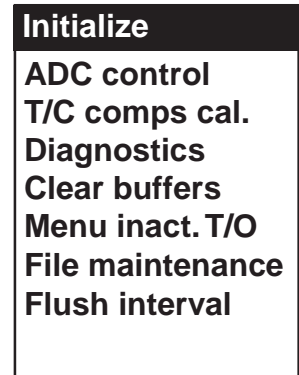 Initialize
ADC control
T/C comps cal.
Diagnostics
Clear buffers
Menu inact. T/O
File maintenance
Flush interval